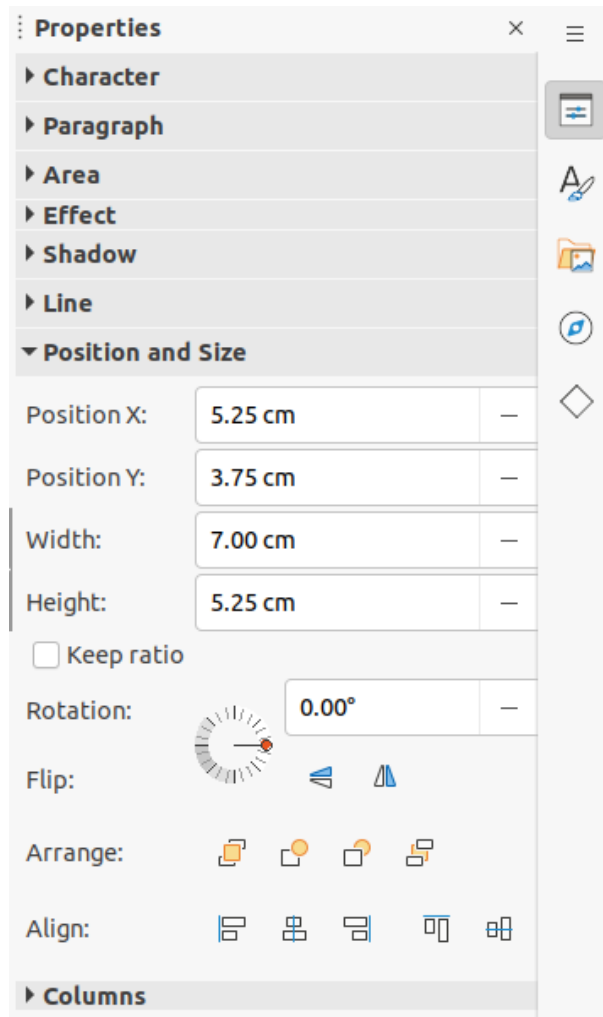 Properties
Character
Paragraph
Area
Effect
Shadow
Line
Position and Size
Position X: 5.25 cm
Position Y: 3.75 cm
Width: 7.00 cm
Height: 5.25 cm
Keep ratio
Rotation: 0.00°
Flip:
Arrange:
Align:
Columns